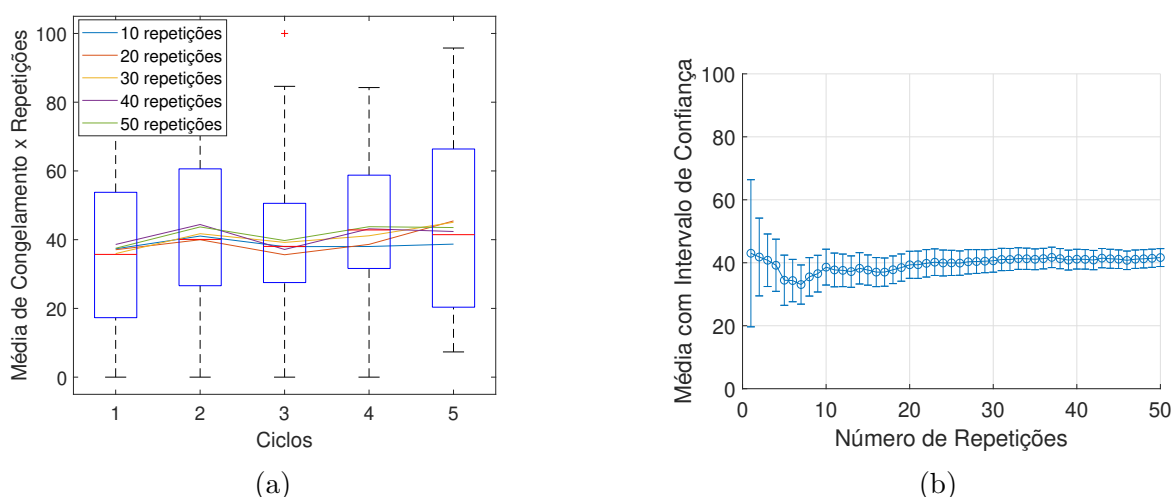 Média de Congelamento x Repetições
100
80
60
40
20
0
10 repetições
20 repetições
30 repetições
40 repetições
50 repetições
1 2 3 4 5
Ciclos
(a)
Média com Intervalo de Confiança
100
80
60
40
20
0
0 10 20 30 40 50
Número de Repetições
(b)